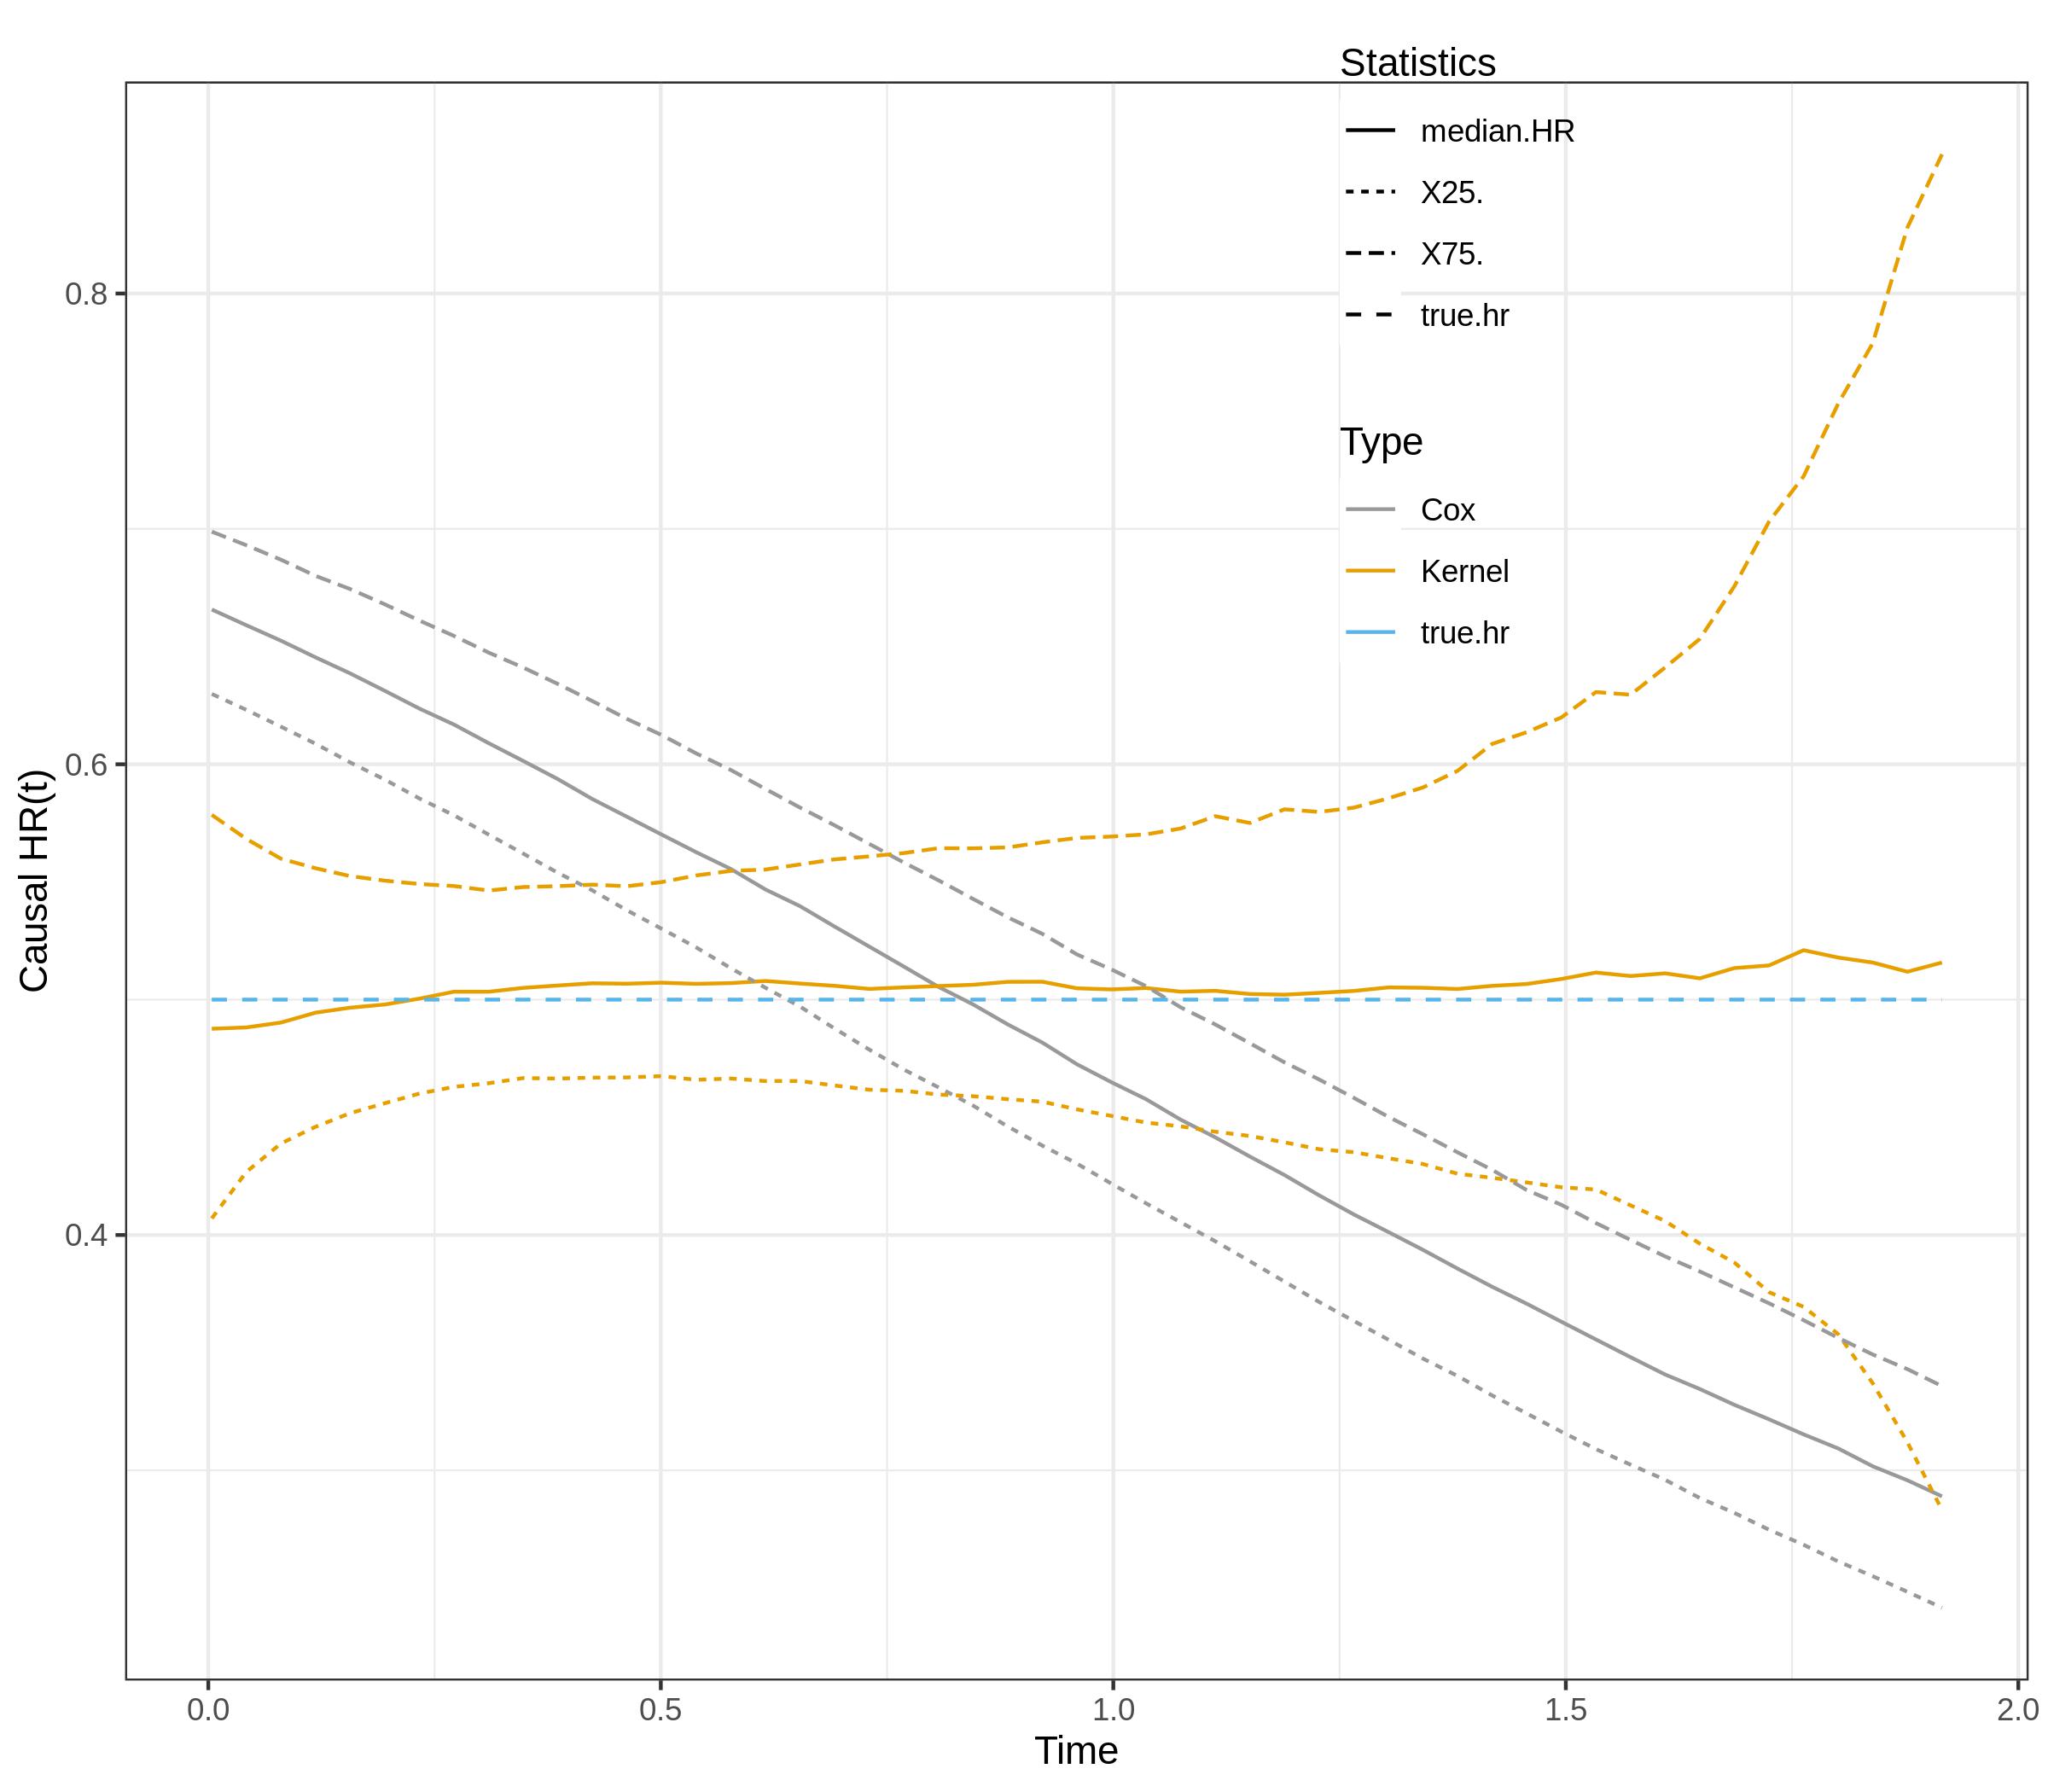 Statistics
median.HR
X25.
X75.
true.hr
Type
Cox
Kernel
true.hr
Causal HR(t)
0.8
0.6
0.4
0.0 0.5 1.0 1.5 2.0
Time